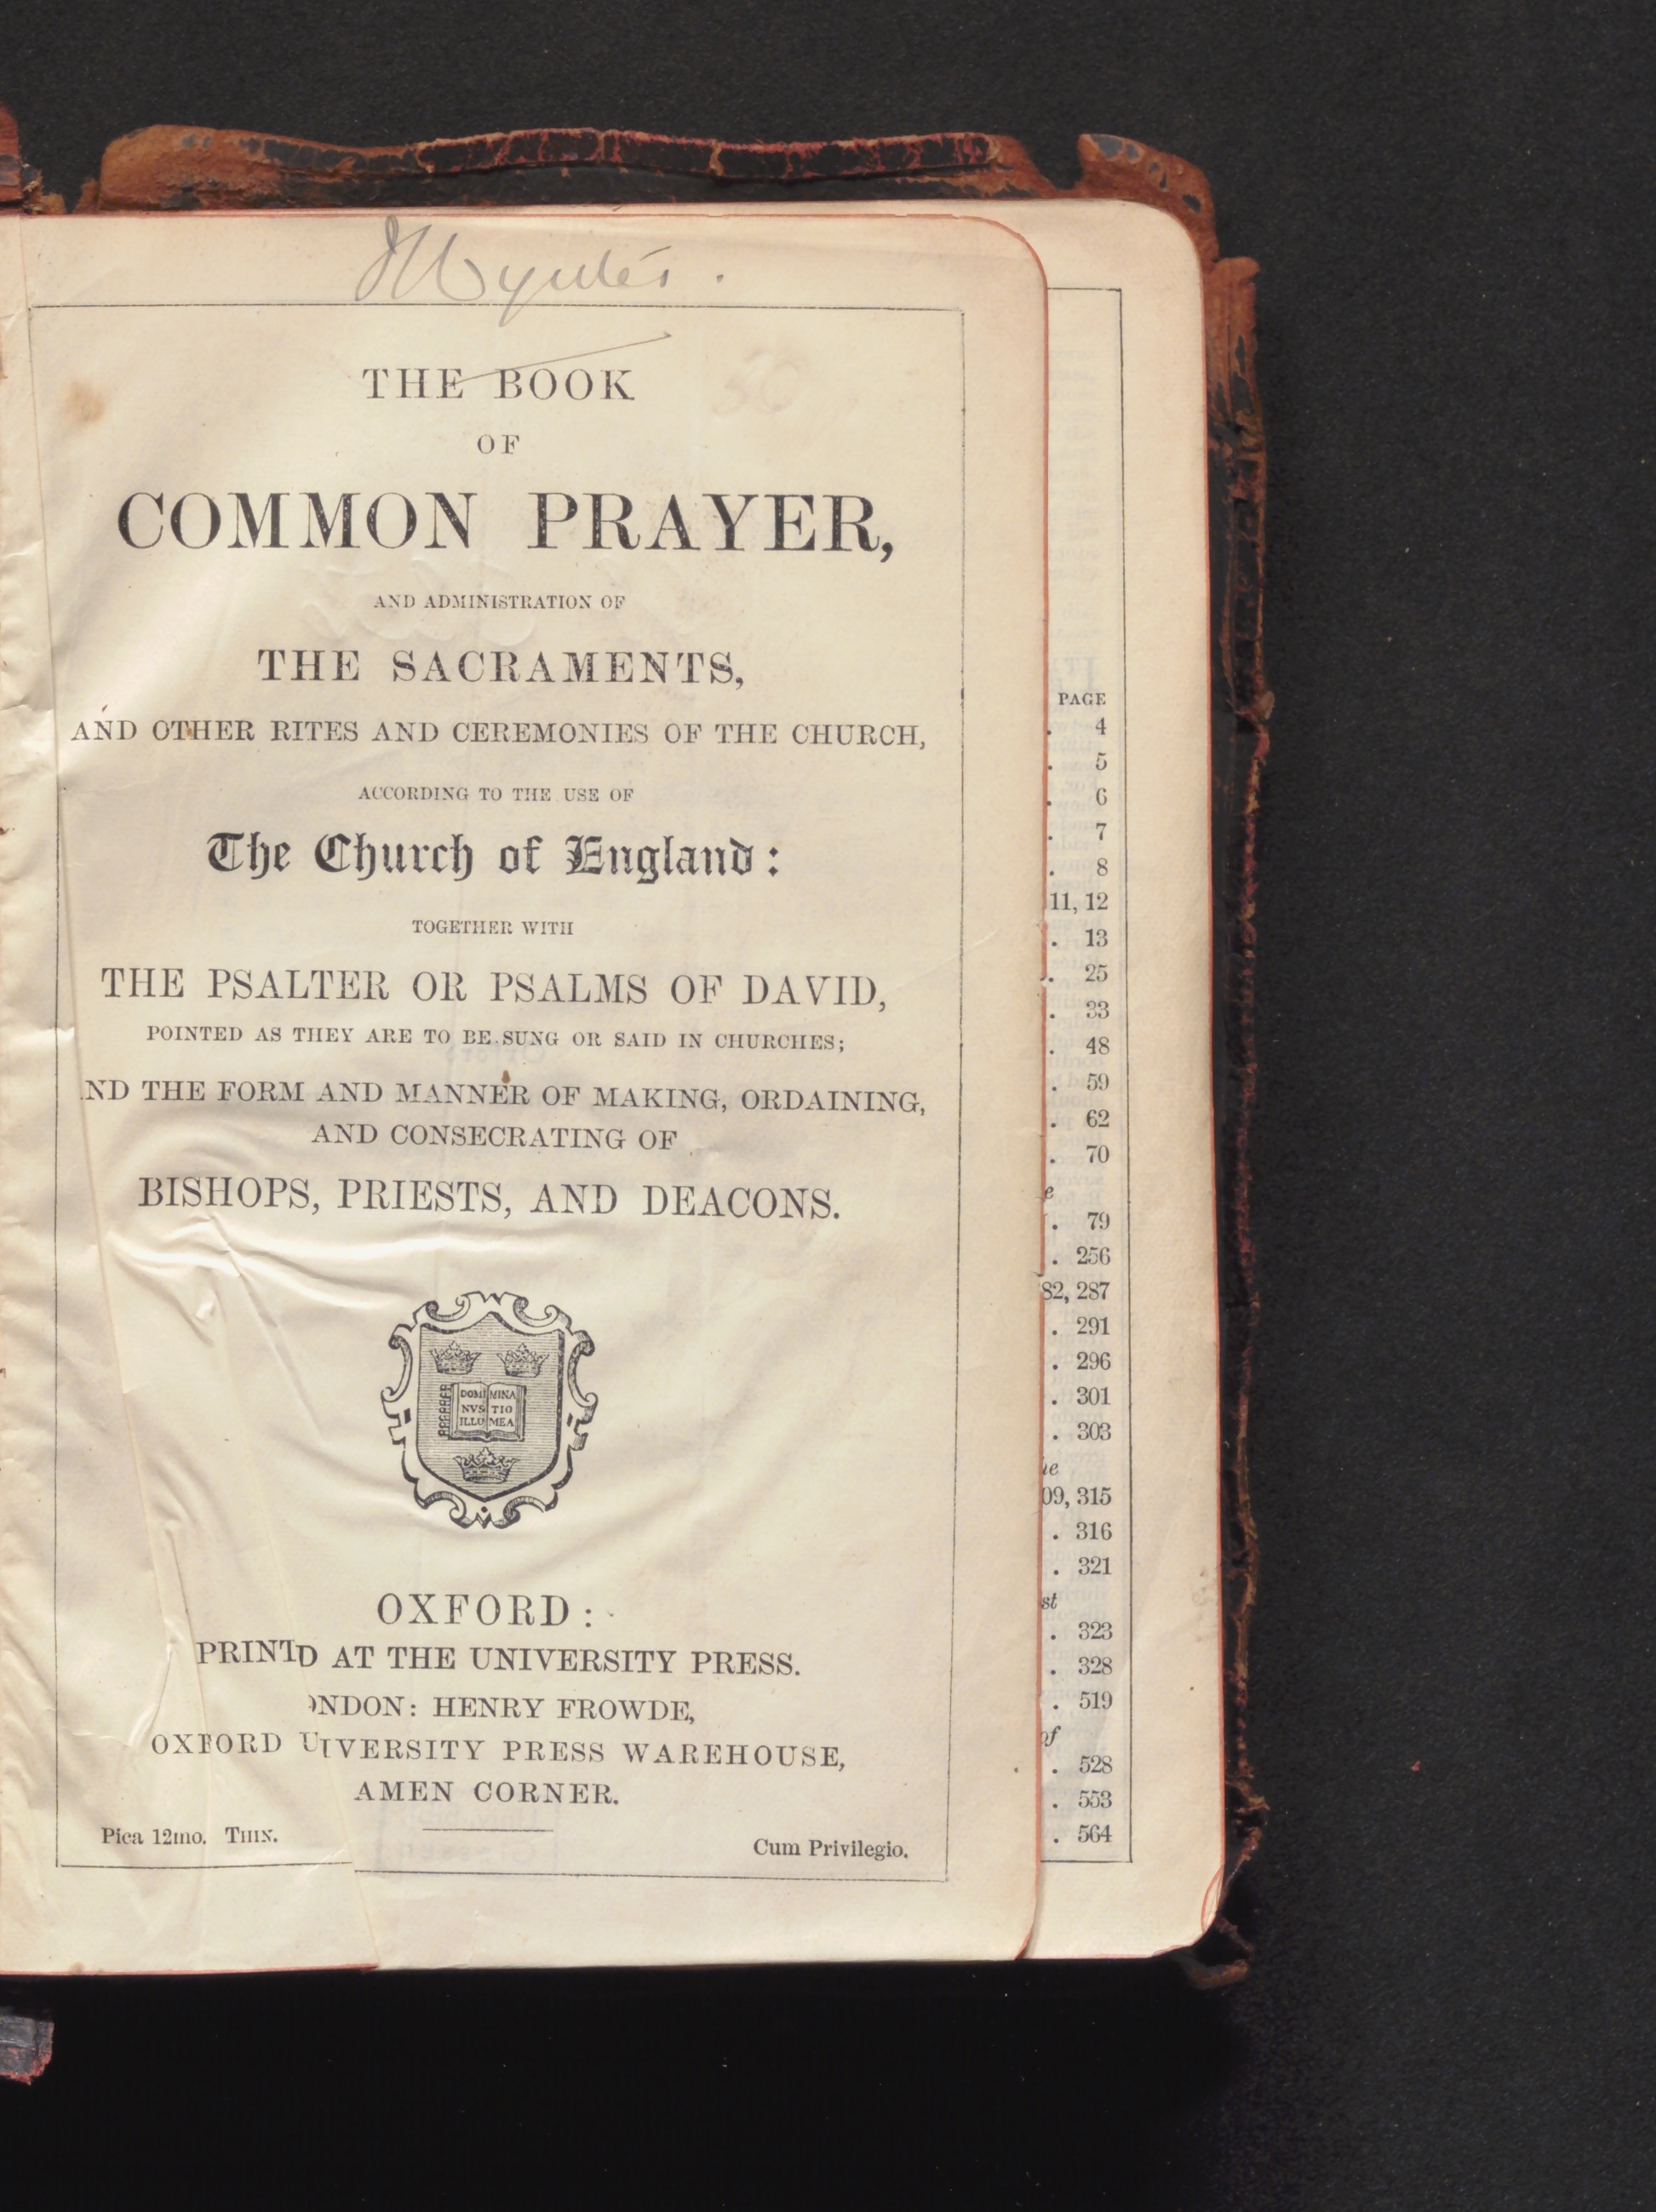 THE BOOK
OF
COMMON PRAYER,
AND ADMINISTRATION OF
THE SACRAMENTS,
AND OTHER RITES AND CEREMONIES OF THE CHURCH,
ACCORDING TO THE USE OF
The Church of England:
TOGETHER WITH
THE PSALTER OR PSALMS OF DAVID,
POINTED AS THEY ARE TO BE SUNG OR SAID IN CHURCHES;
ND THE FORM AND MANNER OF MAKING, ORDAINING,
AND CONSECRATING OF
BISHOPS, PRIESTS, AND DEACONS.
DOMI MINA
NVS TIO
ILLU MEA
OXFORD:
PRINTD AT THE UNIVERSITY PRESS.
ONDON: HENRY FROWDE,
OXFORD UIVERSITY PRESS WAREHOUSE,
AMEN CORNER.
Pica 12mo. THIN.
Cum Privilegio.
PAGE
. 4
. 5
. 6
. 7
. 8
11, 12
. 13
. 25
. 33
. 48
. 59
. 62
. 70
e
. 79
. 256
82, 287
. 291
. 296
. 301
. 303
he
09, 315
. 316
. 321
st
. 323
. 328
. 519
of
. 528
. 553
. 564